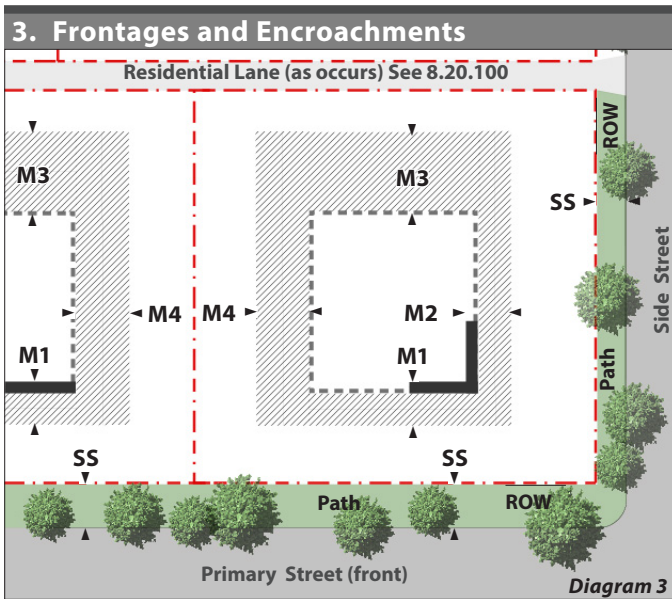 3. Frontages and Encroachments
Residential Lane (as occurs) See 8.20.100
ROW
M3
M3
SS
Side Street
M4
M4
M2
M1
M1
Path
SS
SS
Path
ROW
Primary Street (front)
Diagram 3